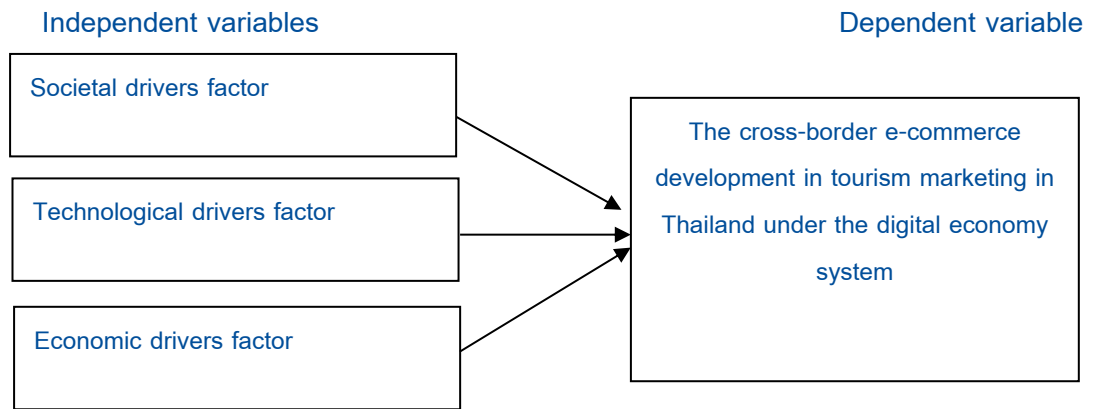 Independent variables
Dependent variable
Societal drivers factor
Technological drivers factor
Economic drivers factor
The cross-border e-commerce
development in tourism marketing in
Thailand under the digital economy
system